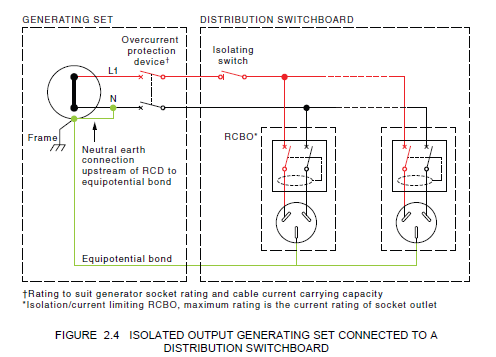 GENERATING SET
DISTRIBUTION SWITCHBOARD
Overcurrent
protection
device†
Isolating
switch
L1
N
Frame
Neutral earth
connection
upstream of RCD to
equipotential bond
RCBO*
Equipotential bond
†Rating to suit generator socket rating and cable current carrying capacity
*Isolation/current limiting RCBO, maximum rating is the current rating of socket outlet
FIGURE 2.4 ISOLATED OUTPUT GENERATING SET CONNECTED TO A
DISTRIBUTION SWITCHBOARD